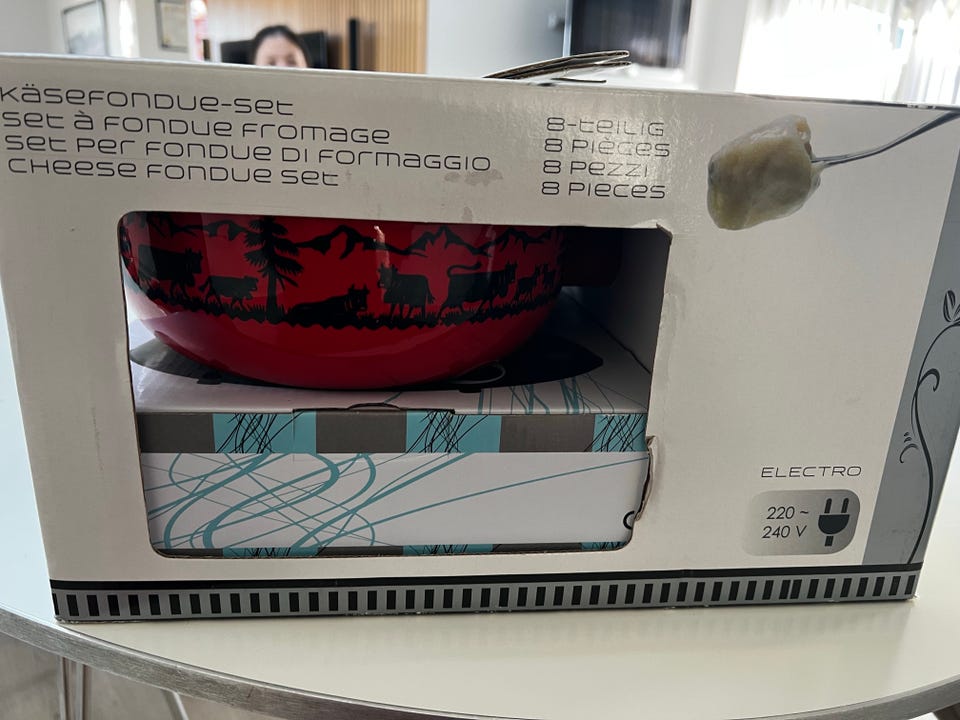 Käsefondue-set
set à fondue fromage
set per fondue di formaggio
cheese fondue set
8-teilig
8 pièces
8 pezzi
8 pieces
ELECTRO
220 ~
240 V